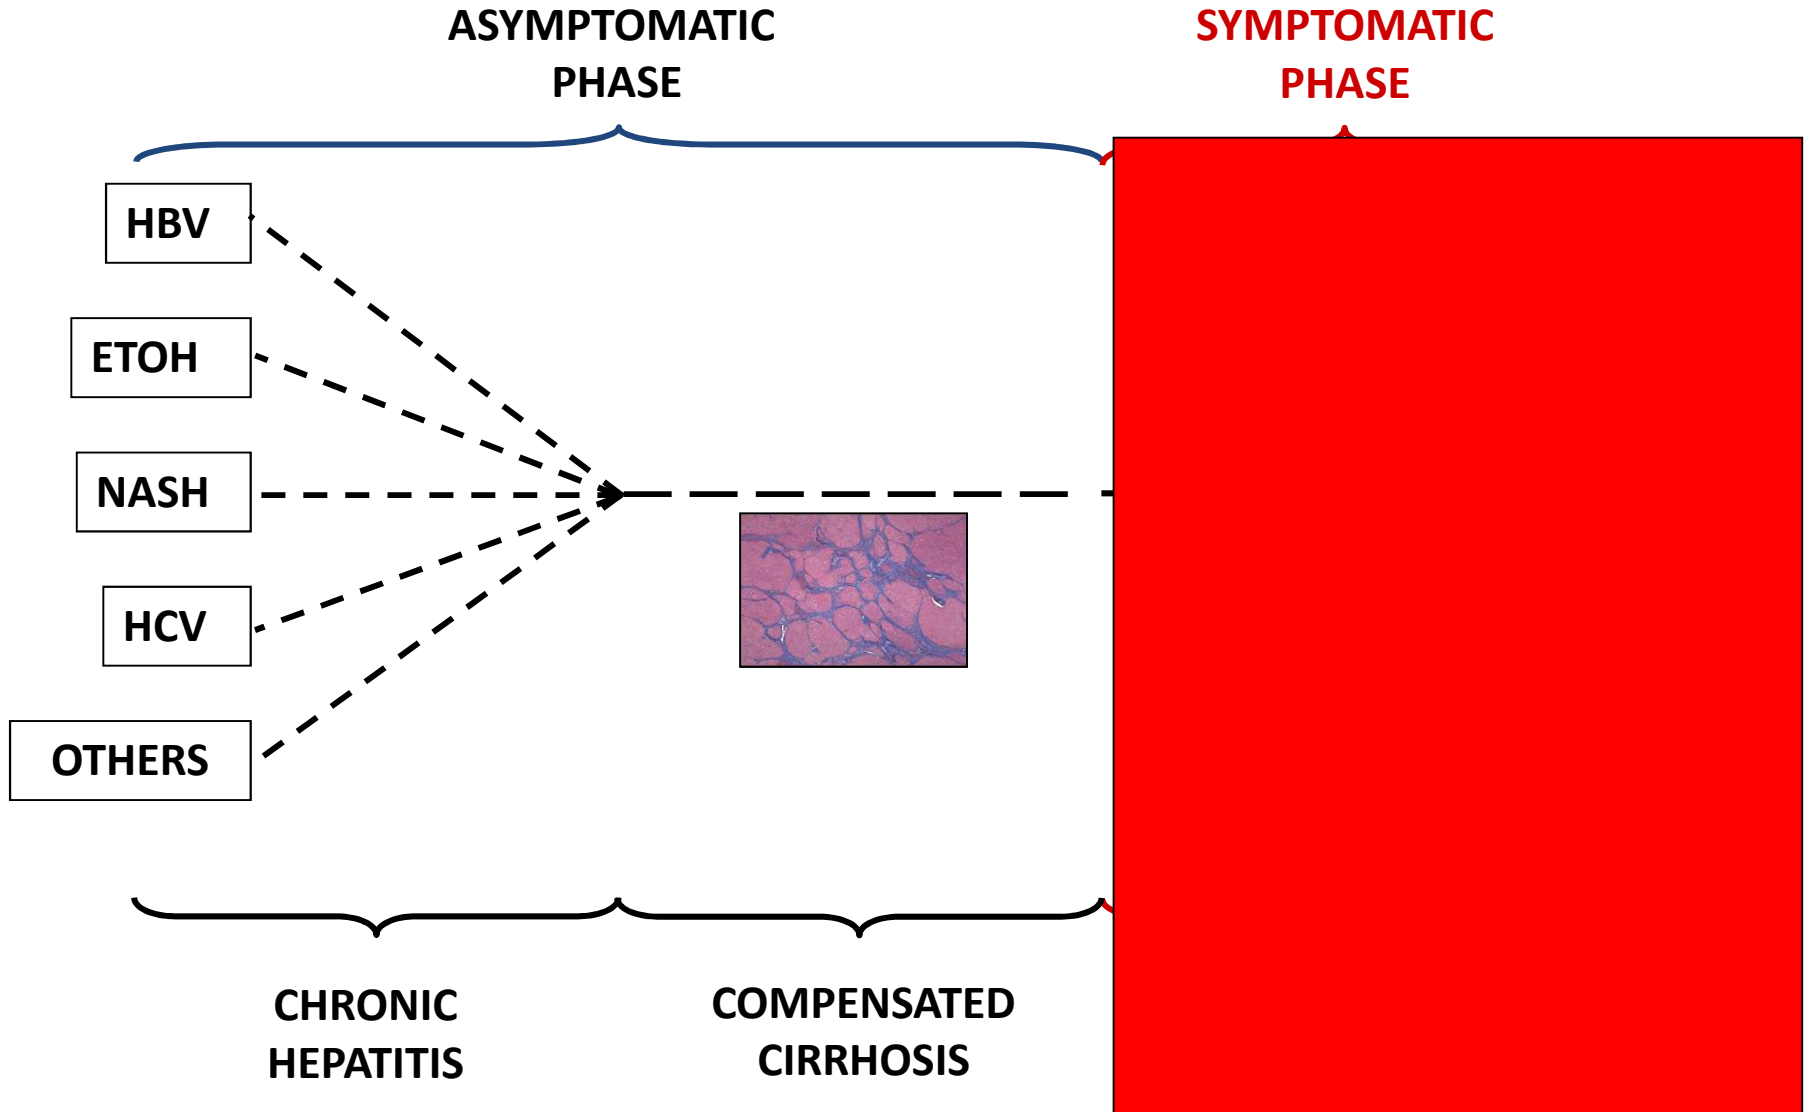 ASYMPTOMATIC
PHASE
SYMPTOMATIC
PHASE
HBV
ETOH
NASH
HCV
OTHERS
CHRONIC
HEPATITIS
COMPENSATED
CIRRHOSIS